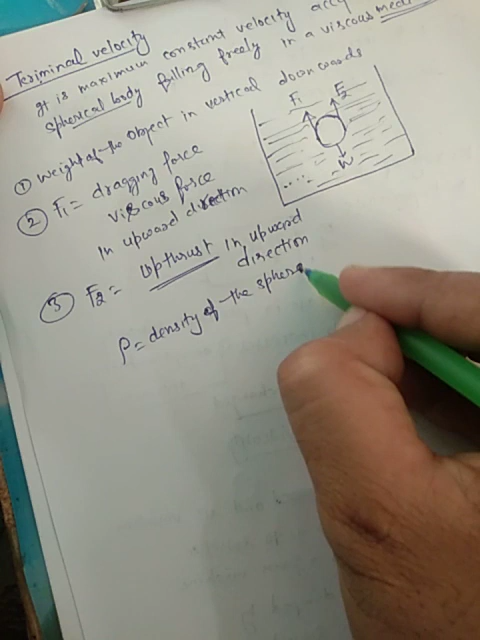 Terminal velocity
It is maximum constant velocity
Spherical body falling freely in a viscous
① weight of the object in vertical downwards
② F1 = dragging force
viscous force
In upward direction
③ F2 = Upthrust in upward
direction
ρ = density of the sphere
F1
F2
W